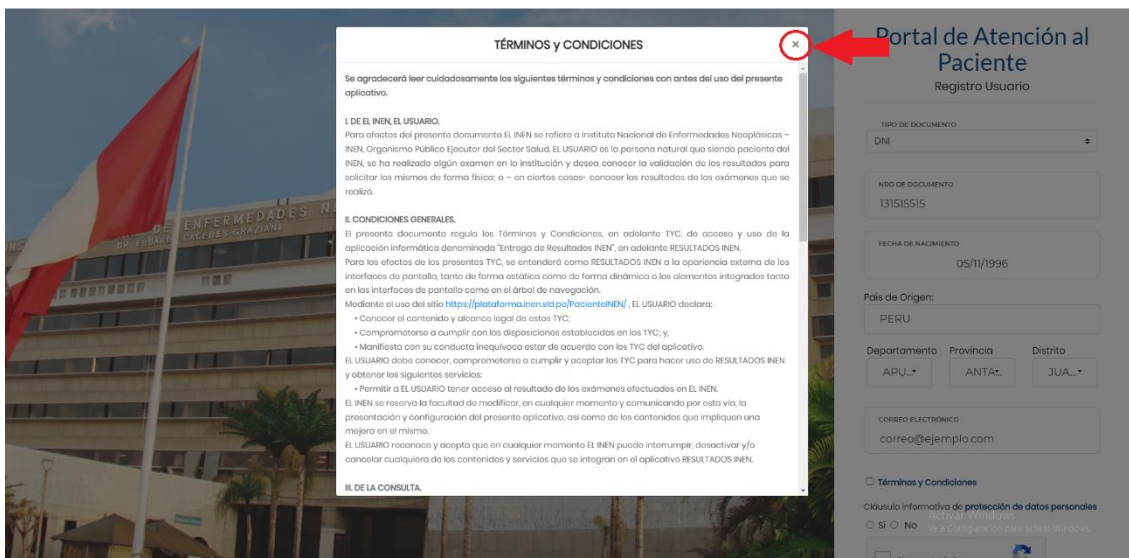 TÉRMINOS y CONDICIONES
×
Se agradecerá leer cuidadosamente los siguientes términos y condiciones con antes del uso del presente
aplicativo.
I. DE EL INEN, EL USUARIO.
Para efectos del presente documento EL INEN se refiere a Instituto Nacional de Enfermedades Neoplásicas –
INEN, Organismo Público Ejecutor del Sector Salud. EL USUARIO es la persona natural que siendo paciente del
INEN, se ha realizado algún examen en la institución y desea conocer la validación de los resultados para
solicitar los mismos de forma física; o – en ciertos casos- conocer los resultados de los exámenes que se
realizó.
II. CONDICIONES GENERALES.
El presente documento regula los Términos y Condiciones, en adelante TYC, de acceso y uso de la
aplicación informática denominada "Entrega de Resultados INEN", en adelante RESULTADOS INEN.
Para los efectos de los presentes TYC, se entenderá como RESULTADOS INEN a la apariencia externa de los
interfaces de pantalla, tanto de forma estática como de forma dinámica o los elementos integrados tanto
en las interfaces de pantalla como en el árbol de navegación.
Mediante el uso del sitio https://plataforma.inen.sld.pe/PacienteINEN/ , EL USUARIO declara:
• Conocer el contenido y alcance legal de estos TYC;
• Comprometerse a cumplir con las disposiciones establecidas en los TYC; y,
• Manifiesta con su conducta inequívoca estar de acuerdo con los TYC del aplicativo.
EL USUARIO debe conocer, comprometerse a cumplir y aceptar los TYC para hacer uso de RESULTADOS INEN
y obtener los siguientes servicios:
• Permitir a EL USUARIO tener acceso al resultado de los exámenes efectuados en EL INEN.
EL INEN se reserva la facultad de modificar, en cualquier momento y comunicando por esta vía, la
presentación y configuración del presente aplicativo, así como de los contenidos que impliquen una
mejora en el mismo.
EL USUARIO reconoce y acepta que en cualquier momento EL INEN puede interrumpir, desactivar y/o
cancelar cualquiera de los contenidos y servicios que se integran en el aplicativo RESULTADOS INEN.
III. DE LA CONSULTA.
DE ENFERMEDADES N
DR. EDUARDO CACERES GRAZIANI
Portal de Atención al
Paciente
Registro Usuario
TIPO DE DOCUMENTO
DNI
NRO DE DOCUMENTO
131515515
FECHA DE NACIMIENTO
05/11/1996
Pais de Origen:
PERU
Departamento Provincia Distrito
APU... ANTA... JUA...
CORREO ELECTRÓNICO
correo@ejemplo.com
Términos y Condiciones
Cláusula informativa de protección de datos personales
Si No
Activar Windows
Ve a Configuración para activar Windows.